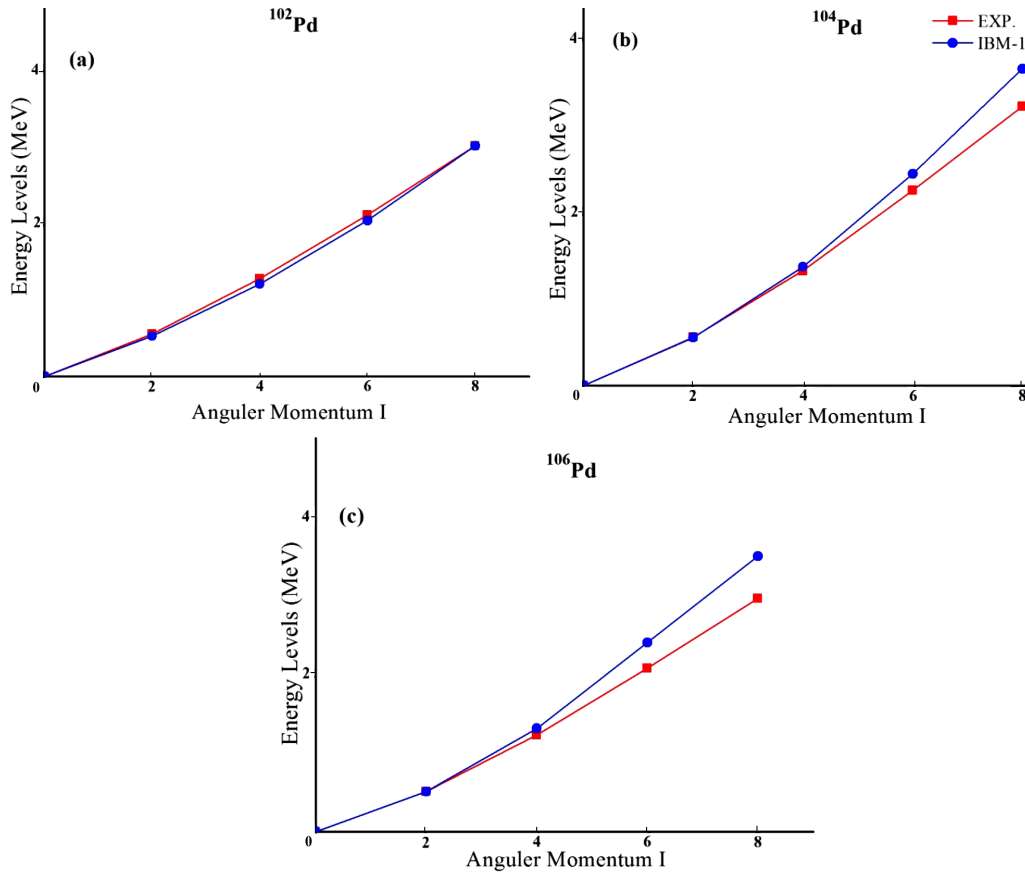 ¹⁰²Pd
(a)
Energy Levels (MeV)
4
2
0
2
4
6
8
Anguler Momentum I
¹⁰⁴Pd
EXP.
IBM-1
(b)
Energy Levels (MeV)
4
2
0
2
4
6
8
Anguler Momentum I
¹⁰⁶Pd
(c)
Energy Levels (MeV)
4
2
0
2
4
6
8
Anguler Momentum I